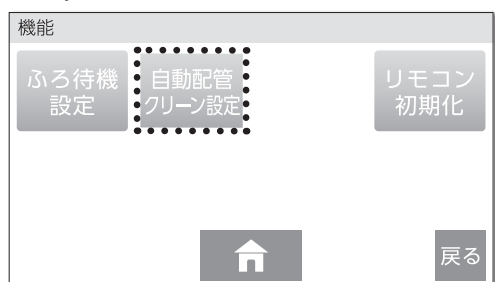 機能
ふろ待機
設定
自動配管
クリーン設定
リモコン
初期化
戻る